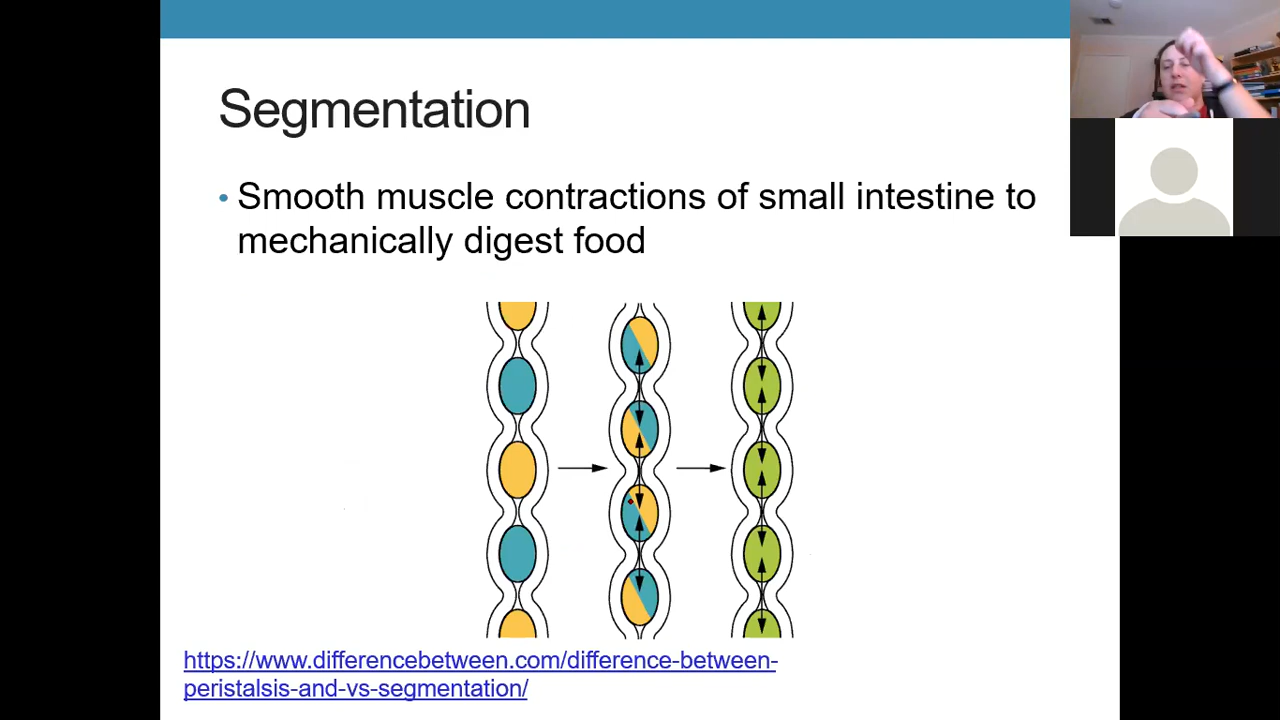 Segmentation
• Smooth muscle contractions of small intestine to
mechanically digest food
https://www.differencebetween.com/difference-between-
peristalsis-and-vs-segmentation/